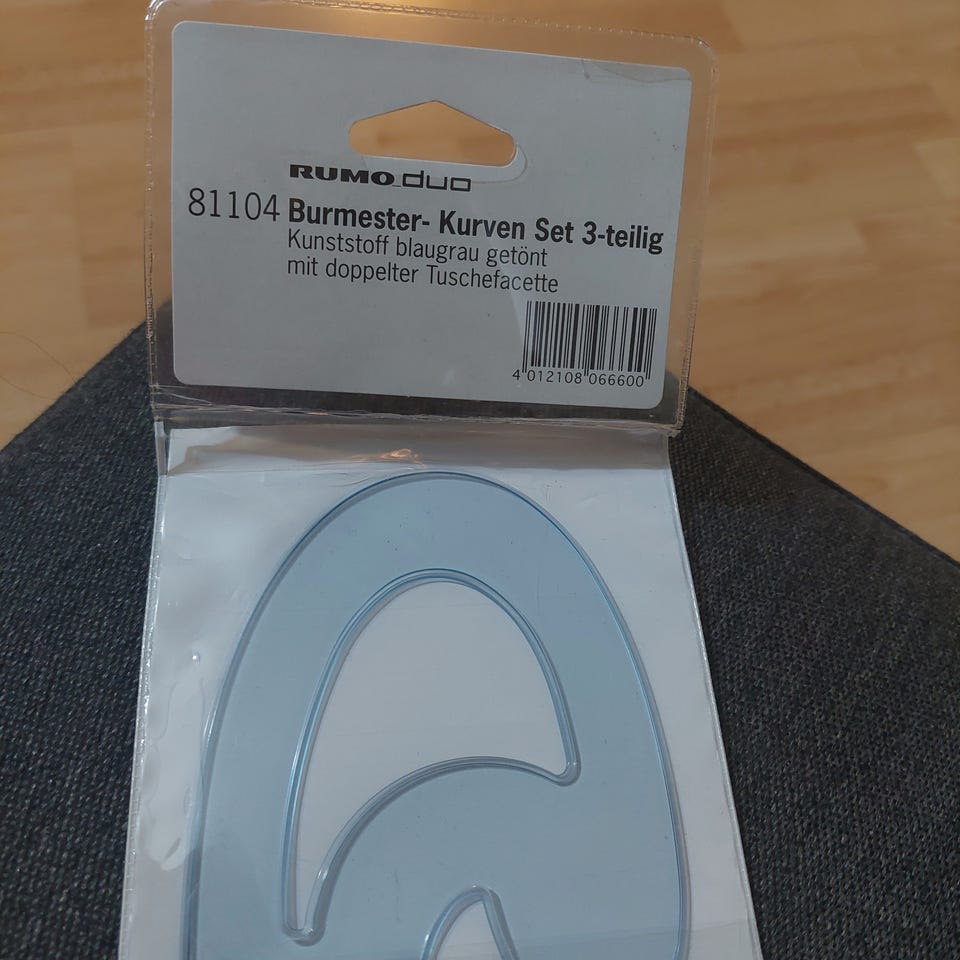 RUMO duo
81104 Burmester- Kurven Set 3-teilig
Kunststoff blaugrau getönt
mit doppelter Tuschefacette
4 012108 066600